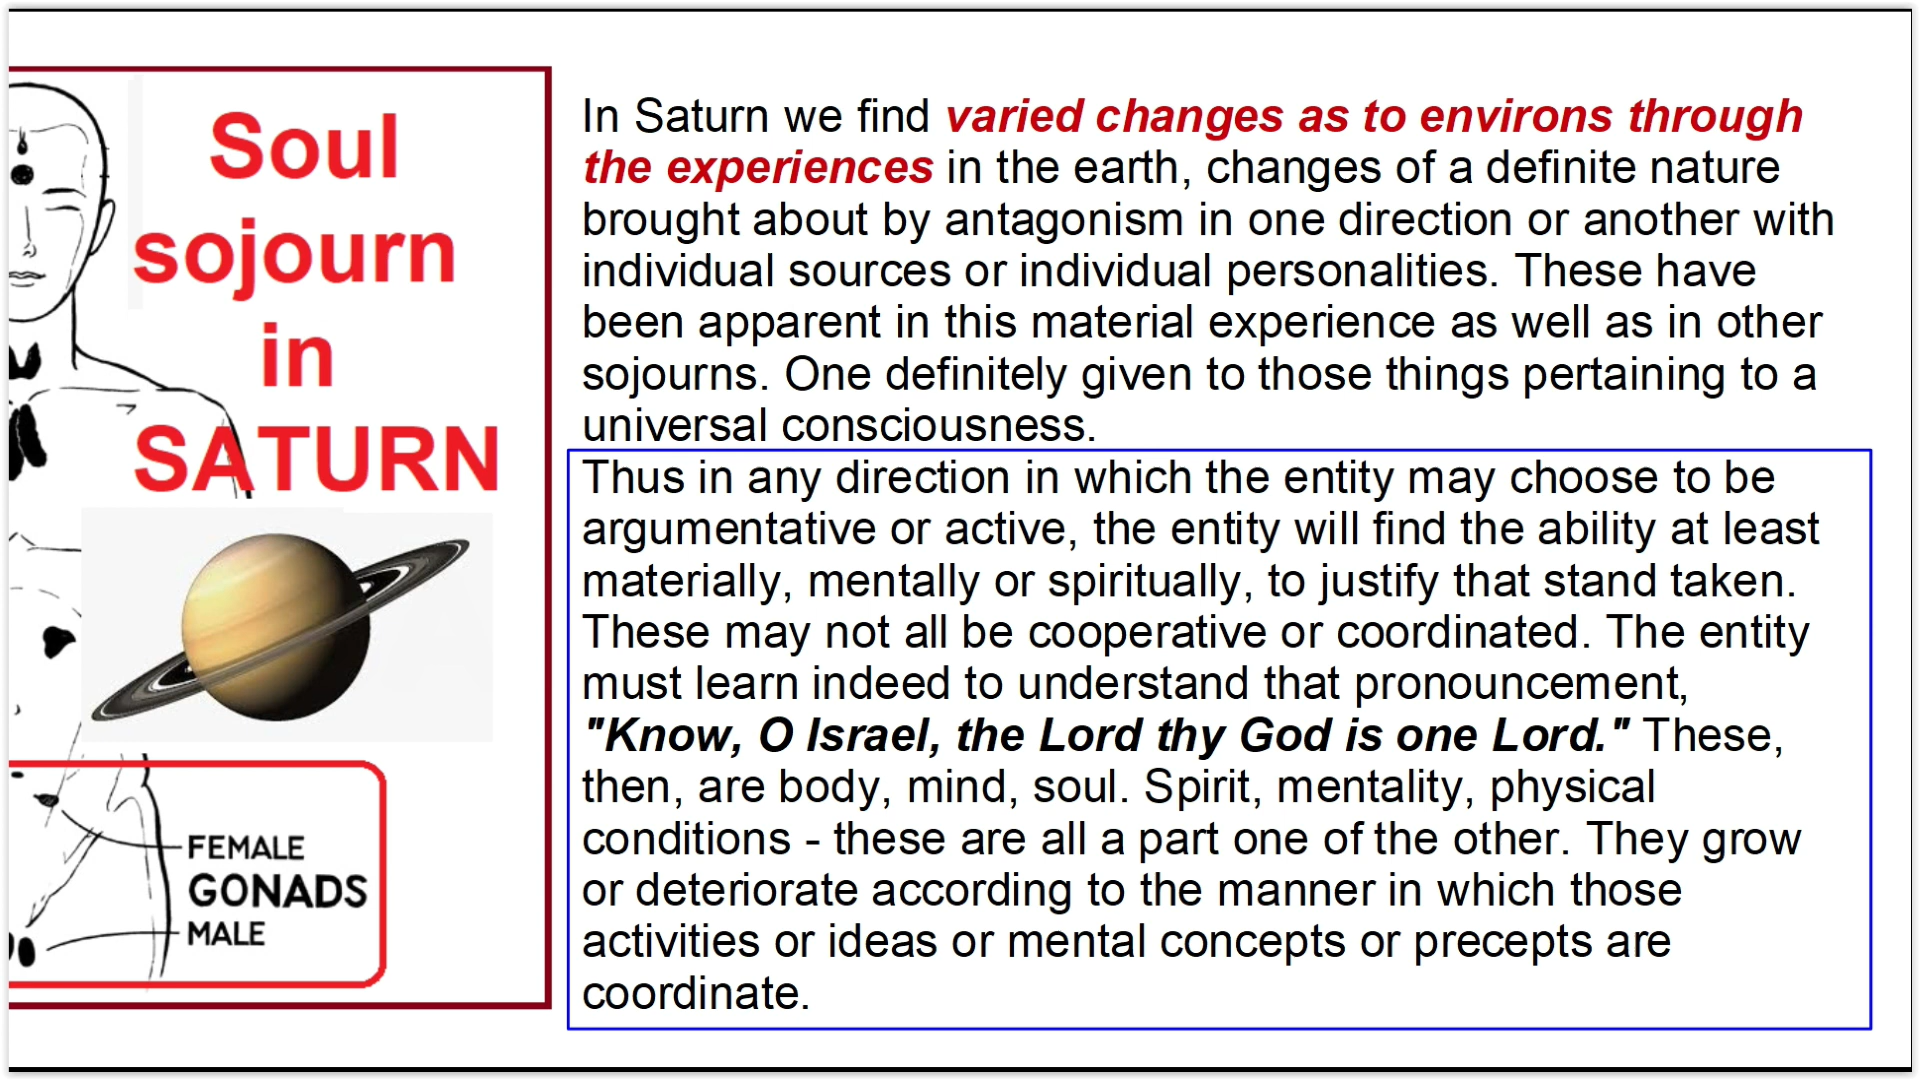 Soul
sojourn
in
SATURN
FEMALE
GONADS
MALE
In Saturn we find varied changes as to environs through
the experiences in the earth, changes of a definite nature
brought about by antagonism in one direction or another with
individual sources or individual personalities. These have
been apparent in this material experience as well as in other
sojourns. One definitely given to those things pertaining to a
universal consciousness.
Thus in any direction in which the entity may choose to be
argumentative or active, the entity will find the ability at least
materially, mentally or spiritually, to justify that stand taken.
These may not all be cooperative or coordinated. The entity
must learn indeed to understand that pronouncement,
"Know, O Israel, the Lord thy God is one Lord." These,
then, are body, mind, soul. Spirit, mentality, physical
conditions - these are all a part one of the other. They grow
or deteriorate according to the manner in which those
activities or ideas or mental concepts or precepts are
coordinate.